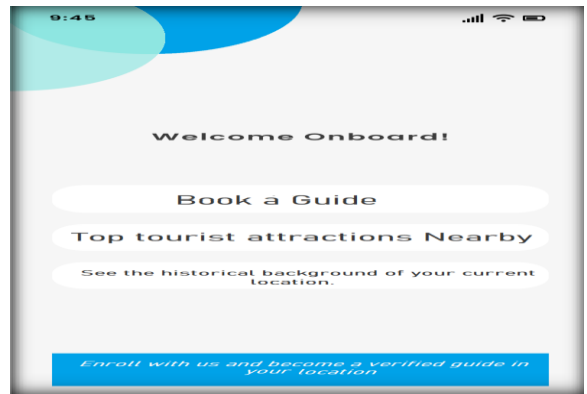 9:45
Welcome Onboard!
Book a Guide
Top tourist attractions Nearby
See the historical background of your current
location.
Enroll with us and become a verified guide in
your location